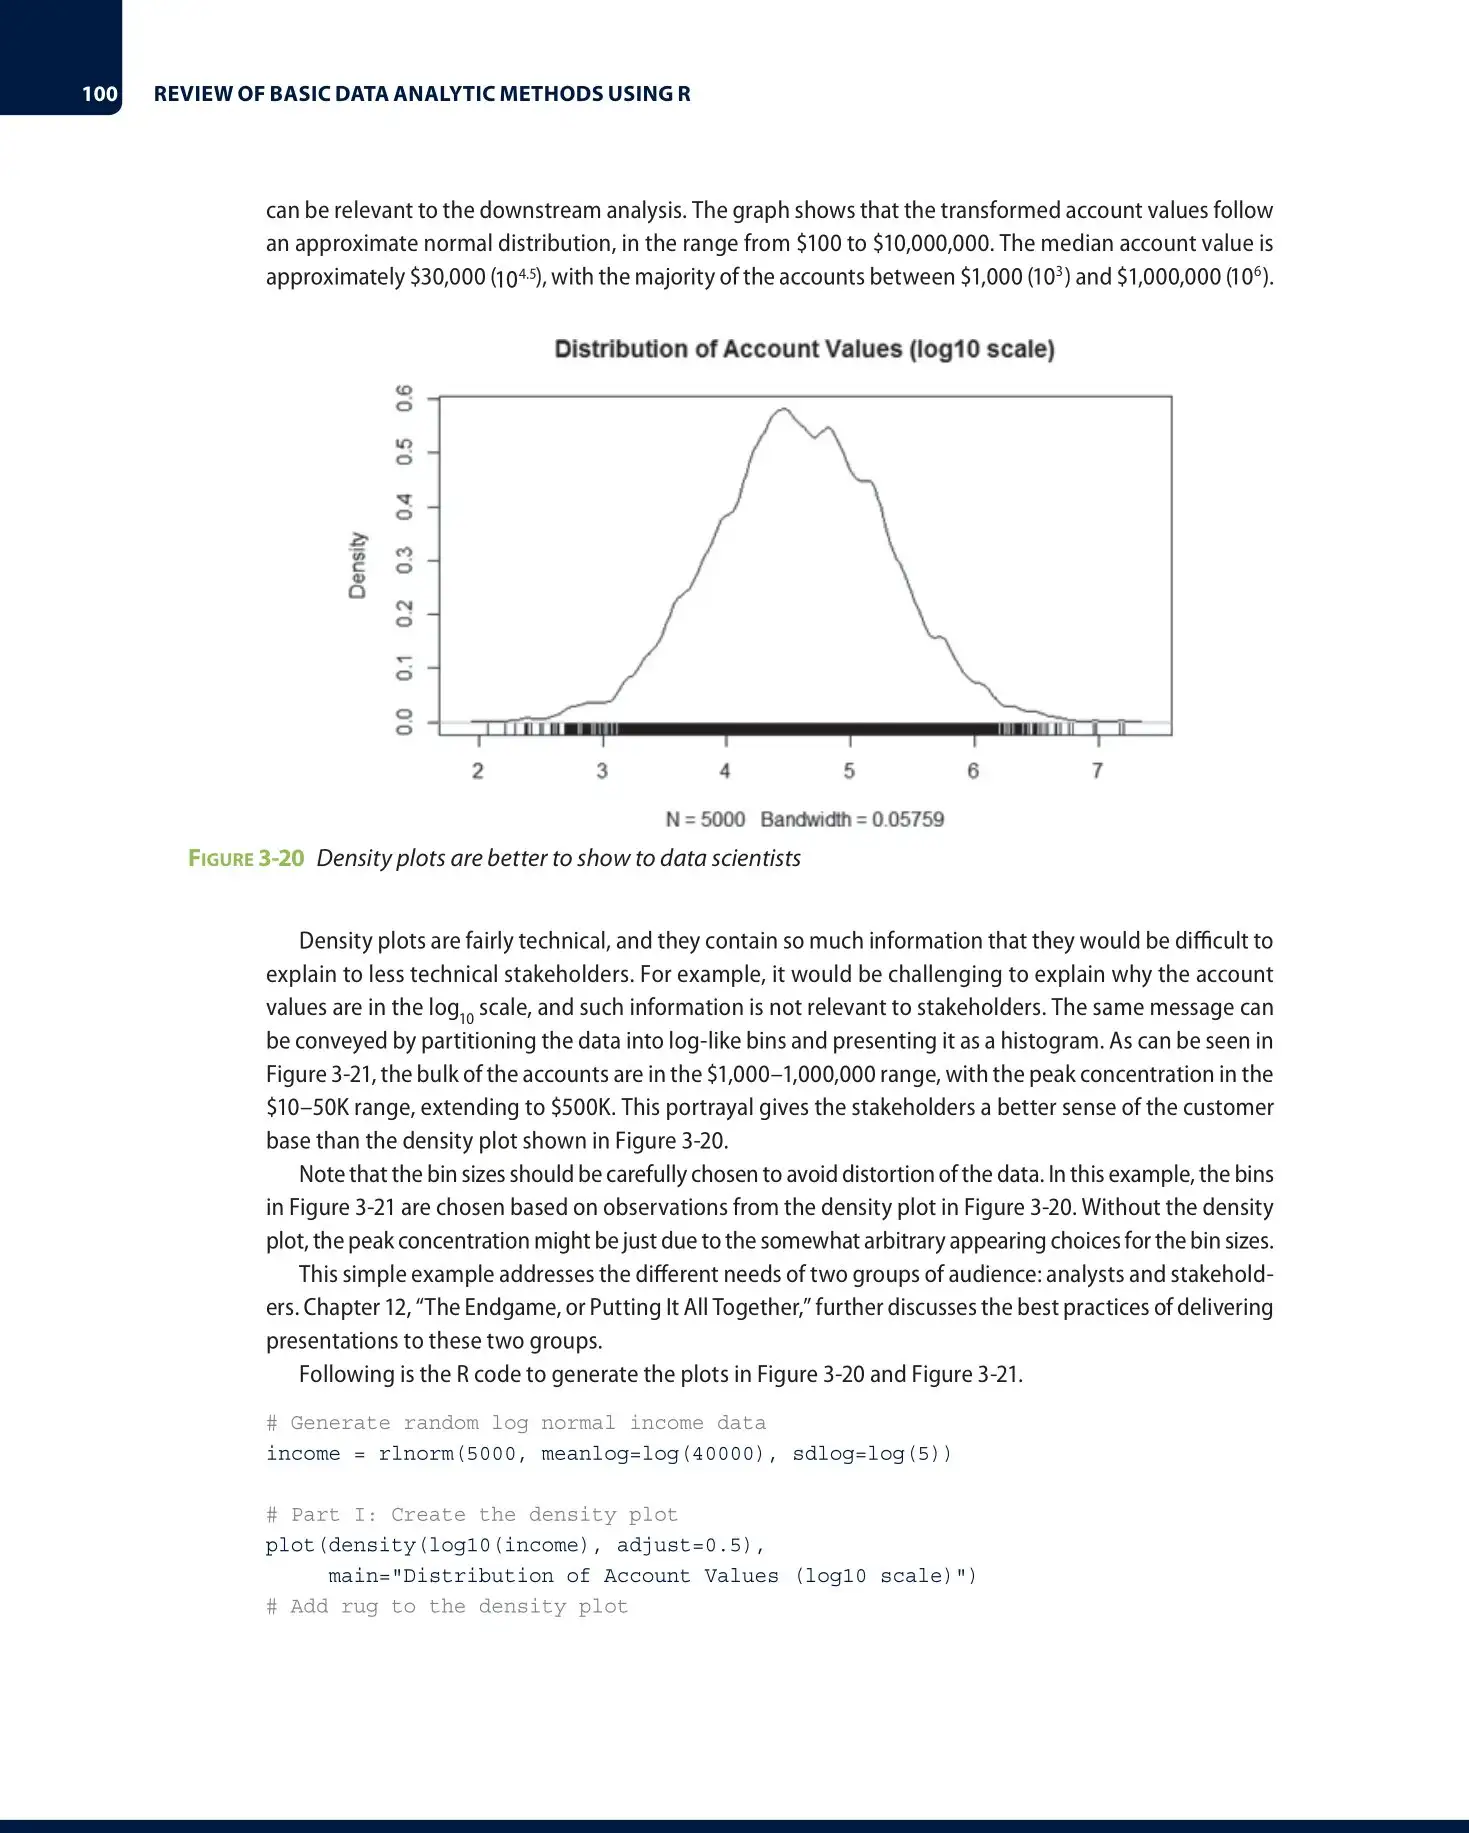 100 REVIEW OF BASIC DATA ANALYTIC METHODS USING R
can be relevant to the downstream analysis. The graph shows that the transformed account values follow
an approximate normal distribution, in the range from $100 to $10,000,000. The median account value is
approximately $30,000 (10⁴·⁵), with the majority of the accounts between $1,000 (10³) and $1,000,000 (10⁶).
Distribution of Account Values (log10 scale)
0.6
0.5
0.4
0.3
0.2
0.1
0.0
Density
2 3 4 5 6 7
N = 5000 Bandwidth = 0.05759
FIGURE 3-20 Density plots are better to show to data scientists
Density plots are fairly technical, and they contain so much information that they would be difficult to
explain to less technical stakeholders. For example, it would be challenging to explain why the account
values are in the log₁₀ scale, and such information is not relevant to stakeholders. The same message can
be conveyed by partitioning the data into log-like bins and presenting it as a histogram. As can be seen in
Figure 3-21, the bulk of the accounts are in the $1,000–1,000,000 range, with the peak concentration in the
$10–50K range, extending to $500K. This portrayal gives the stakeholders a better sense of the customer
base than the density plot shown in Figure 3-20.
Note that the bin sizes should be carefully chosen to avoid distortion of the data. In this example, the bins
in Figure 3-21 are chosen based on observations from the density plot in Figure 3-20. Without the density
plot, the peak concentration might be just due to the somewhat arbitrary appearing choices for the bin sizes.
This simple example addresses the different needs of two groups of audience: analysts and stakehold-
ers. Chapter 12, “The Endgame, or Putting It All Together,” further discusses the best practices of delivering
presentations to these two groups.
Following is the R code to generate the plots in Figure 3-20 and Figure 3-21.
# Generate random log normal income data
income = rlnorm(5000, meanlog=log(40000), sdlog=log(5))
# Part I: Create the density plot
plot(density(log10(income), adjust=0.5),
main="Distribution of Account Values (log10 scale)")
# Add rug to the density plot